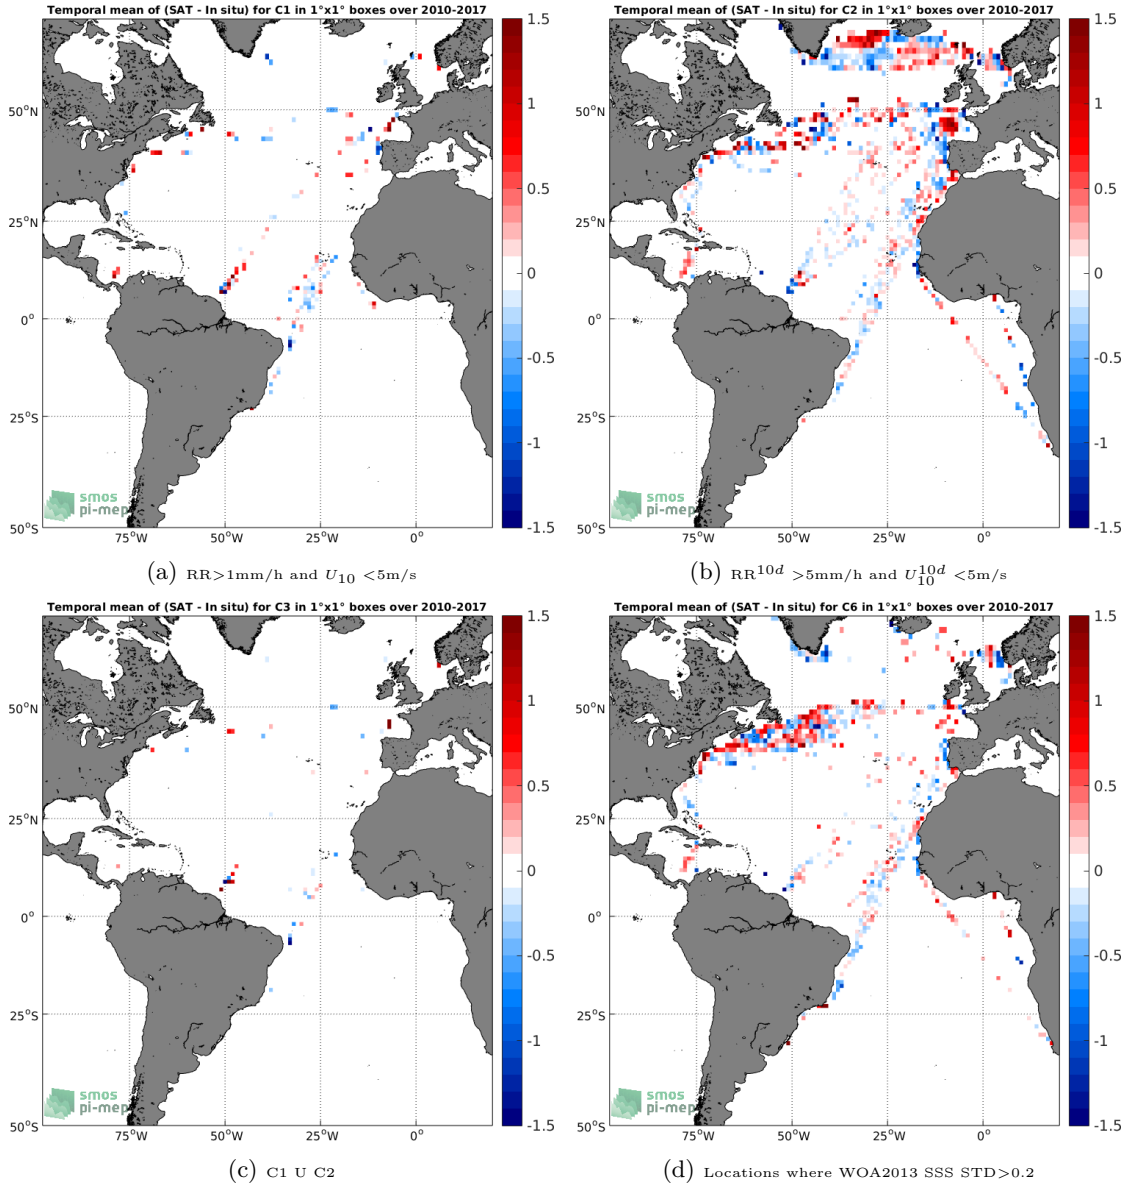 Temporal mean of (SAT - In situ) for C1 in 1°x1° boxes over 2010-2017
50°N
25°N
0°
25°S
50°S
75°W
50°W
25°W
0°
1.5
1
0.5
0
-0.5
-1
-1.5
smos
pi-mep
(a) RR>1mm/h and U10 <5m/s
Temporal mean of (SAT - In situ) for C2 in 1°x1° boxes over 2010-2017
50°N
25°N
0°
25°S
50°S
75°W
50°W
25°W
0°
1.5
1
0.5
0
-0.5
-1
-1.5
smos
pi-mep
(b) RR^10d >5mm/h and U10^10d <5m/s
Temporal mean of (SAT - In situ) for C3 in 1°x1° boxes over 2010-2017
50°N
25°N
0°
25°S
50°S
75°W
50°W
25°W
0°
1.5
1
0.5
0
-0.5
-1
-1.5
smos
pi-mep
(c) C1 U C2
Temporal mean of (SAT - In situ) for C6 in 1°x1° boxes over 2010-2017
50°N
25°N
0°
25°S
50°S
75°W
50°W
25°W
0°
1.5
1
0.5
0
-0.5
-1
-1.5
smos
pi-mep
(d) Locations where WOA2013 SSS STD>0.2